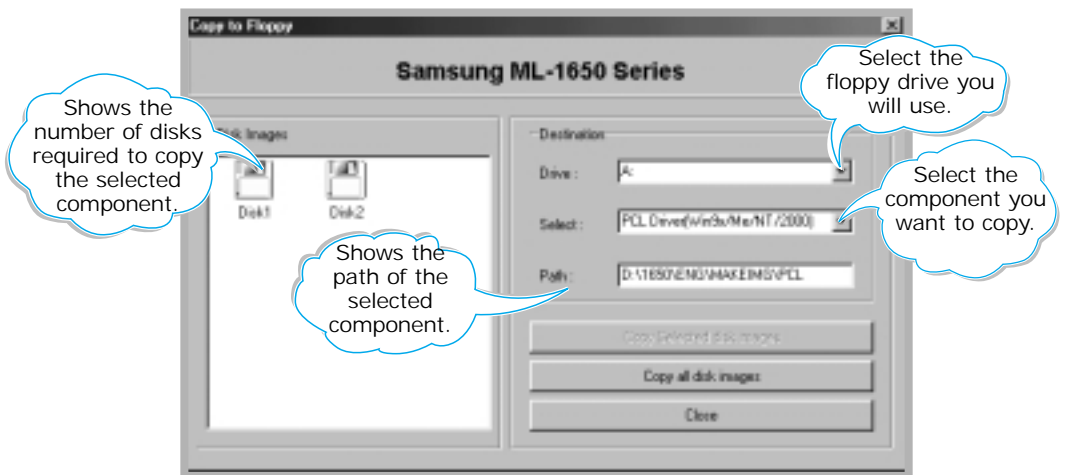 Copy to Floppy
Samsung ML-1650 Series
Select the
floppy drive you
will use.
Shows the
number of disks
required to copy
the selected
component.
Disk Images
Disk1
Disk2
Destination
Drive :
A:
Select :
PCL Driver(Win9x/Me/NT/2000)
Select the
component you
want to copy.
Shows the
path of the
selected
component.
Path :
D:\1650\ENG\MAKEIMG\PCL
Copy Selected disk images
Copy all disk images
Close